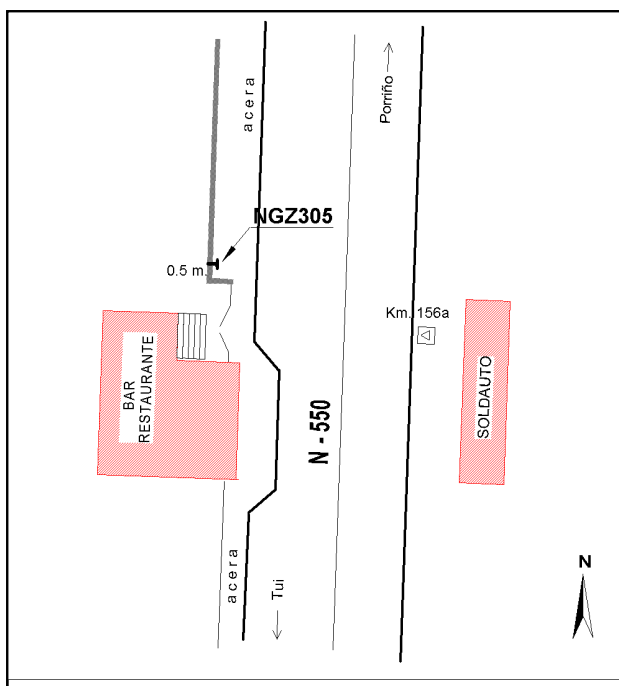 acera
Porriño
NGZ305
0.5 m.
Km. 156a
BAR
RESTAURANTE
SOLDAUTO
N - 550
acera
Tui
N